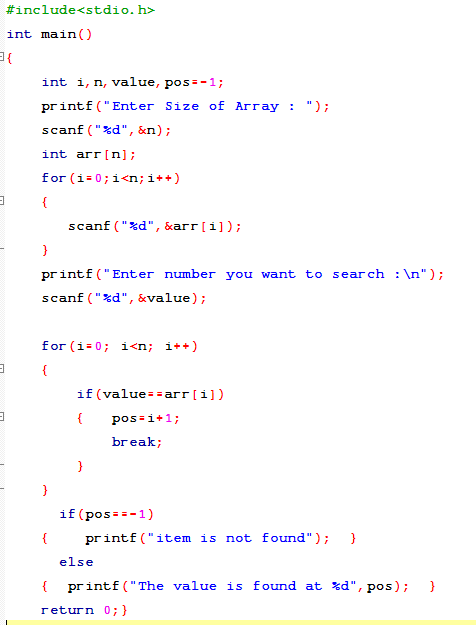 #include<stdio.h>
int main()
{
int i,n,value,pos=-1;
printf("Enter Size of Array : ");
scanf("%d",&n);
int arr[n];
for(i=0;i<n;i++)
{
scanf("%d",&arr[i]);
}
printf("Enter number you want to search :\n");
scanf("%d",&value);
for(i=0; i<n; i++)
{
if(value==arr[i])
{ pos=i+1;
break;
}
}
if(pos==-1)
{ printf("item is not found"); }
else
{ printf("The value is found at %d",pos); }
return 0;}